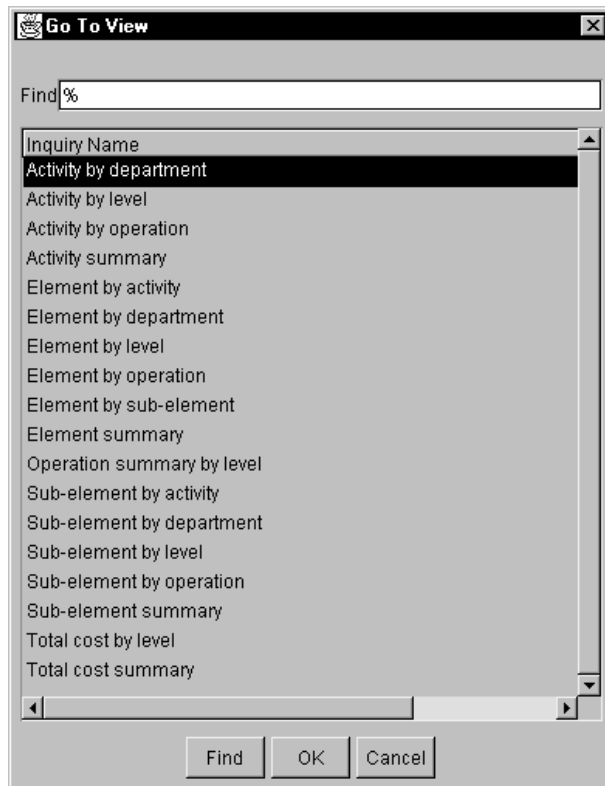 Go To View
Find %
Inquiry Name
Activity by department
Activity by level
Activity by operation
Activity summary
Element by activity
Element by department
Element by level
Element by operation
Element by sub-element
Element summary
Operation summary by level
Sub-element by activity
Sub-element by department
Sub-element by level
Sub-element by operation
Sub-element summary
Total cost by level
Total cost summary
Find OK Cancel